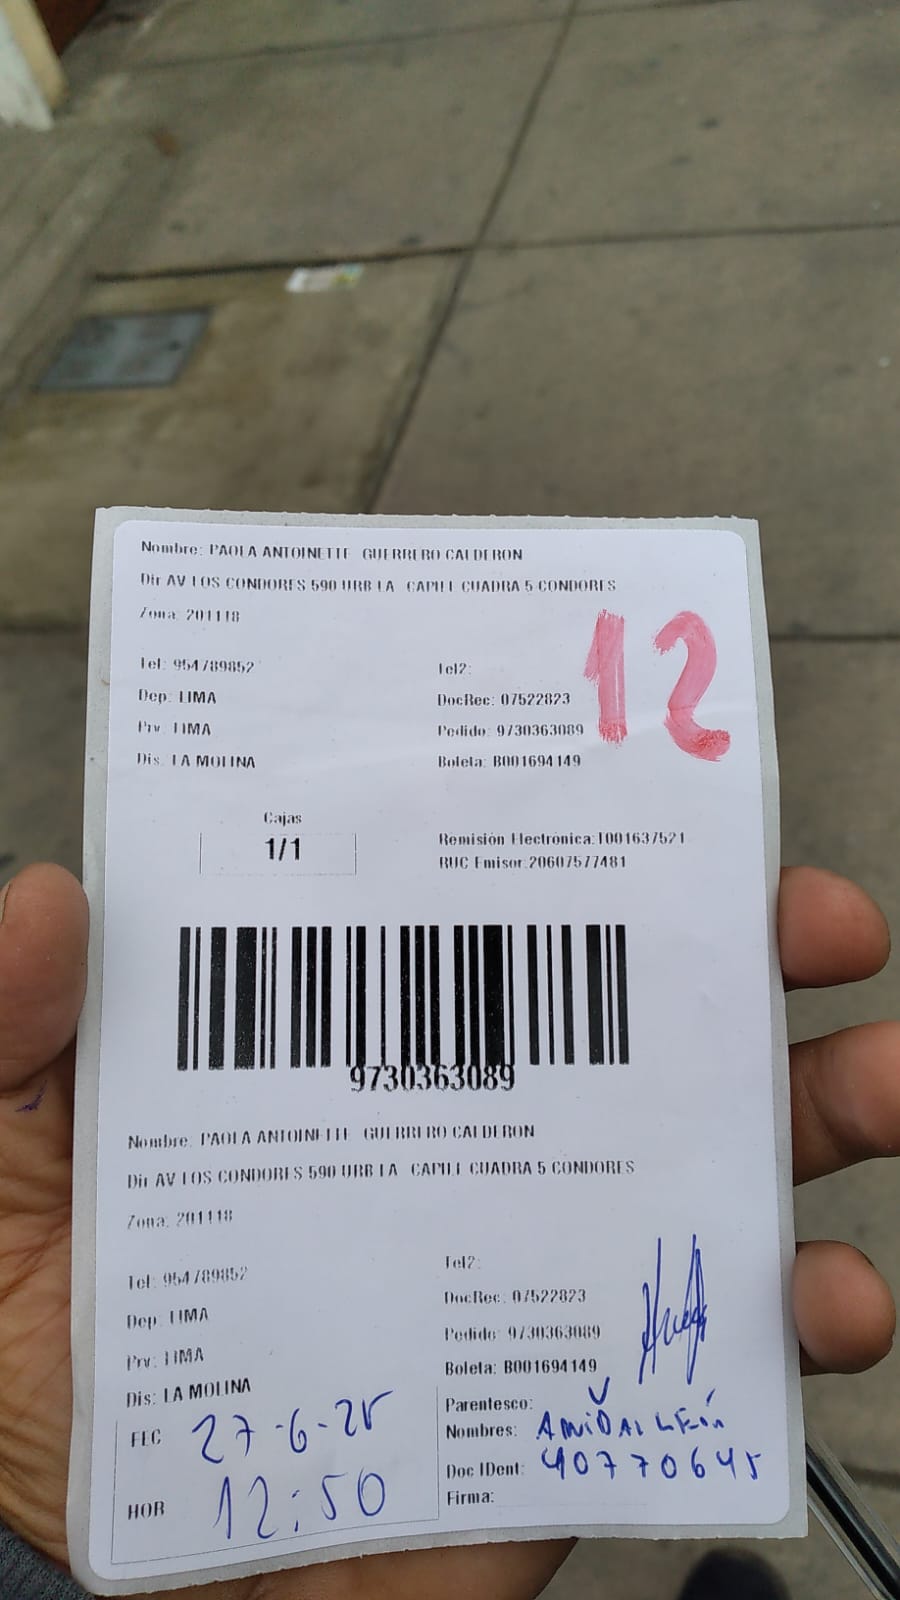 Nombre: PAOLA ANTOINETTE GUERRERO CALDERON
Dir AV LOS CONDORES 590 URB LA CAPILL CUADRA 5 CONDORES
Zona: 201118
Tel: 954789852 Tel2:
Dep: LIMA DocRec: 07522823
Prv: LIMA Pedido: 9730363089
Dis: LA MOLINA Boleta: B001694149
12
Cajas
1/1
Remisión Electrónica:T001637521
RUC Emisor:20607577481
9730363089
Nombre: PAOLA ANTOINETTE GUERRERO CALDERON
Dir AV LOS CONDORES 590 URB LA CAPILL CUADRA 5 CONDORES
Zona: 201118
Tel: 954789852 Tel2:
Dep: LIMA DocRec: 07522823
Prv: LIMA Pedido: 9730363089
Dis: LA MOLINA Boleta: B001694149
FEC 27-6-25
HOR 12:50
Parentesco:
Nombres: LEÓN
Doc IDent: 40770645
Firma: